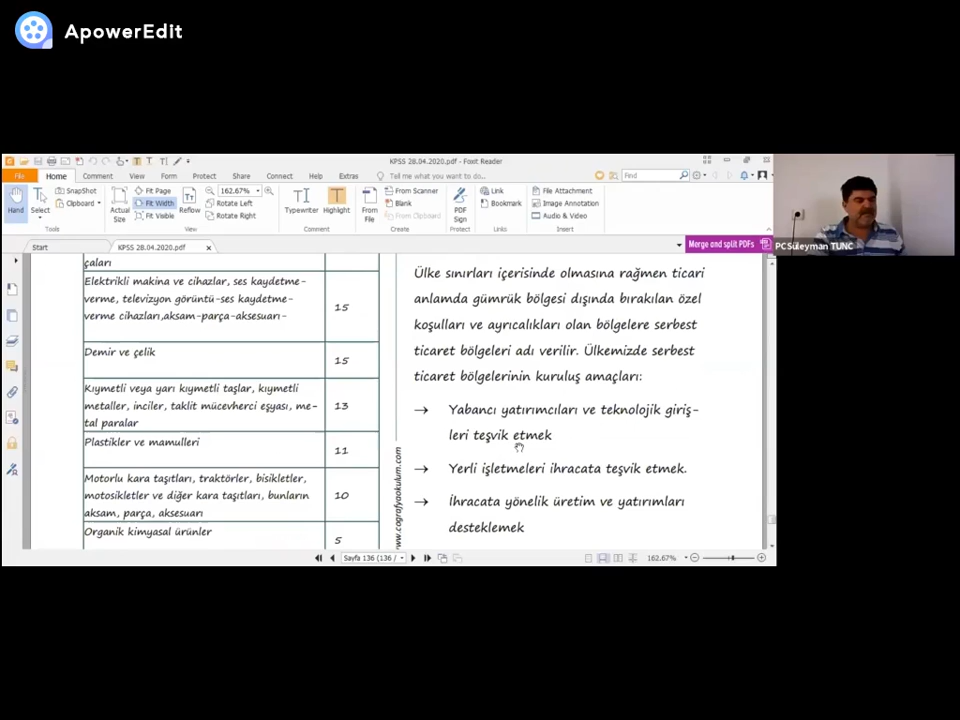 ApowerEdit
KPSS 28.04.2020.pdf - Foxit Reader
File Home Comment View Form Protect Share Connect Help Extras Tell me what you want to do.. Find
Hand
Select
SnapShot
Clipboard
Tools
Actual Size
Fit Page
Fit Width
Fit Visible
Reflow
162.67%
Rotate Left
Rotate Right
View
Typewriter
Highlight
Comment
From File
From Scanner
Blank
From Clipboard
Create
PDF Sign
Protect
Link
Bookmark
Links
File Attachment
Image Annotation
Audio & Video
Insert
Start
KPSS 28.04.2020.pdf
Merge and split PDFs
PCSüleyman TUNC
çaları
Elektrikli makina ve cihazlar, ses kaydetme-
verme, televizyon görüntü-ses kaydetme-
verme cihazları,aksam-parça-aksesuarı-
15
Demir ve çelik
15
Kıymetli veya yarı kıymetli taşlar, kıymetli
metaller, inciler, taklit mücevherci eşyası, me-
tal paralar
13
Plastikler ve mamulleri
11
Motorlu kara taşıtları, traktörler, bisikletler,
motosikletler ve diğer kara taşıtları, bunların
aksam, parça, aksesuarı
10
Organik kimyasal ürünler
5
www.cografyaokulum.com
Ülke sınırları içerisinde olmasına rağmen ticari
anlamda gümrük bölgesi dışında bırakılan özel
koşulları ve ayrıcalıkları olan bölgelere serbest
ticaret bölgeleri adı verilir. Ülkemizde serbest
ticaret bölgelerinin kuruluş amaçları:
→ Yabancı yatırımcıları ve teknolojik giriş-
leri teşvik etmek
→ Yerli işletmeleri ihracata teşvik etmek.
→ İhracata yönelik üretim ve yatırımları
desteklemek
Sayfa 136 (136 /
162.67%